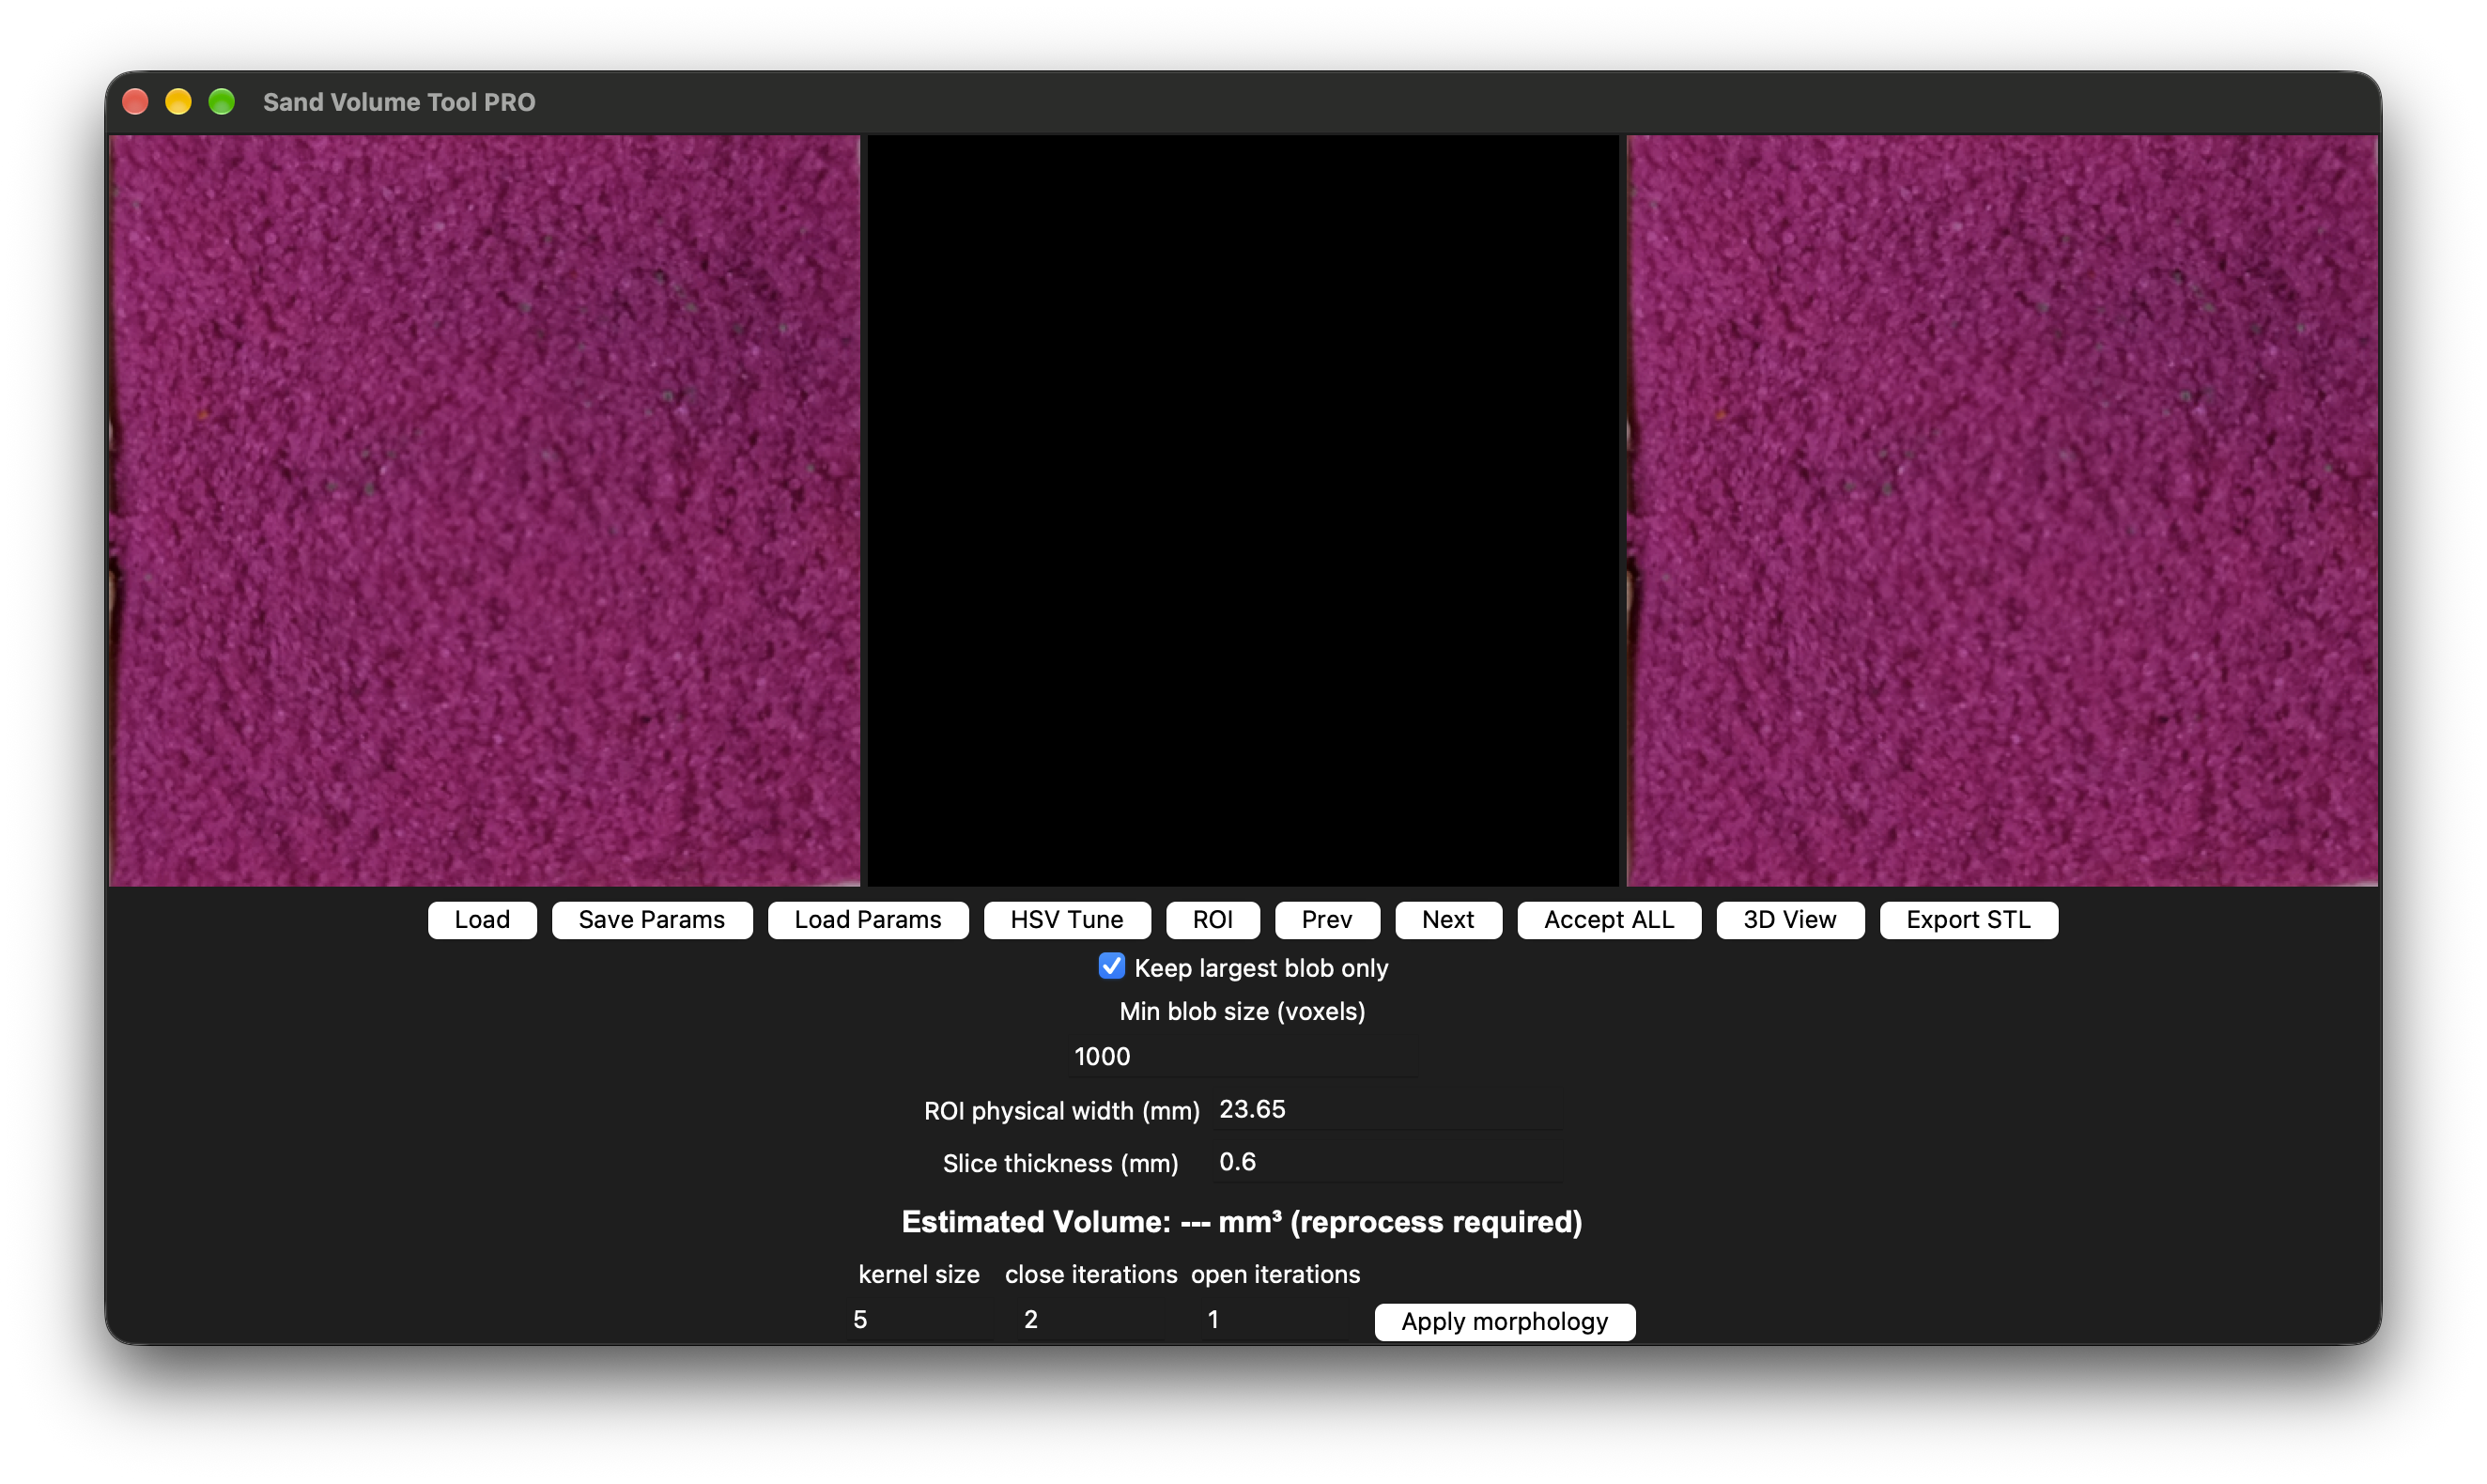 Sand Volume Tool PRO
Load Save Params Load Params HSV Tune ROI Prev Next Accept ALL 3D View Export STL
Keep largest blob only
Min blob size (voxels)
1000
ROI physical width (mm) 23.65
Slice thickness (mm) 0.6
Estimated Volume: --- mm³ (reprocess required)
kernel size close iterations open iterations
5 2 1 Apply morphology